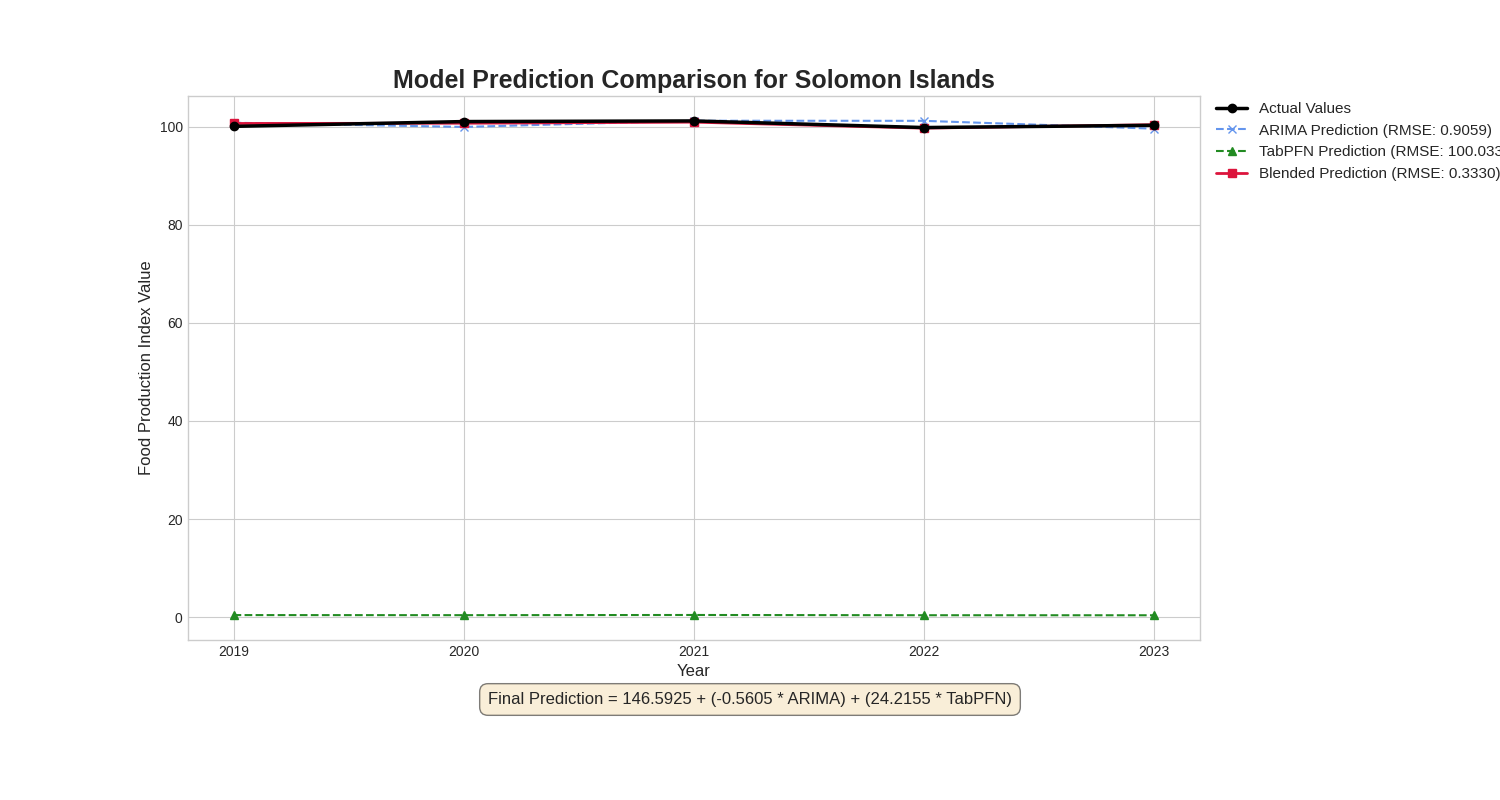 Model Prediction Comparison for Solomon Islands
Actual Values
ARIMA Prediction (RMSE: 0.9059)
TabPFN Prediction (RMSE: 100.033
Blended Prediction (RMSE: 0.3330)
Food Production Index Value
100
80
60
40
20
0
2019 2020 2021 2022 2023
Year
Final Prediction = 146.5925 + (-0.5605 * ARIMA) + (24.2155 * TabPFN)